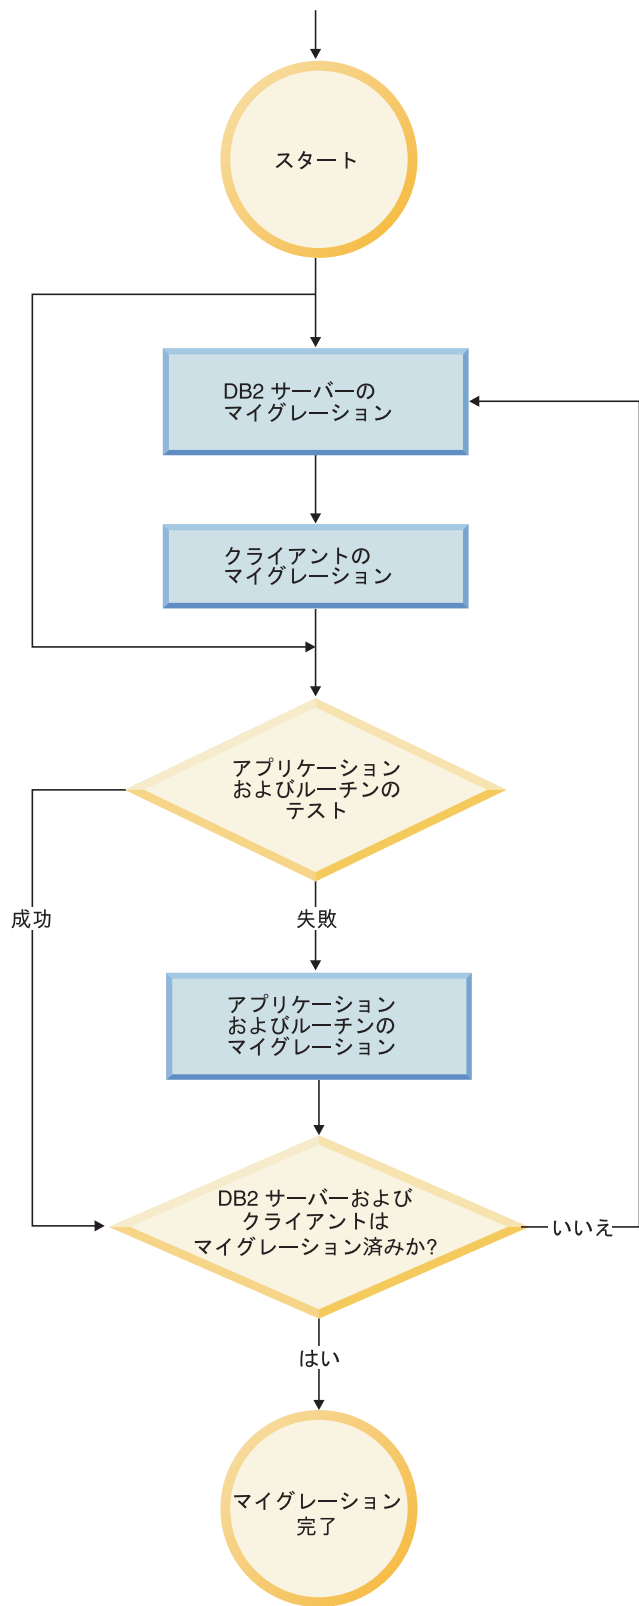 スタート
DB2 サーバーの
マイグレーション
クライアントの
マイグレーション
アプリケーション
およびルーチンの
テスト
成功
失敗
アプリケーション
およびルーチンの
マイグレーション
DB2 サーバーおよび
クライアントは
マイグレーション済みか?
いいえ
はい
マイグレーション
完了